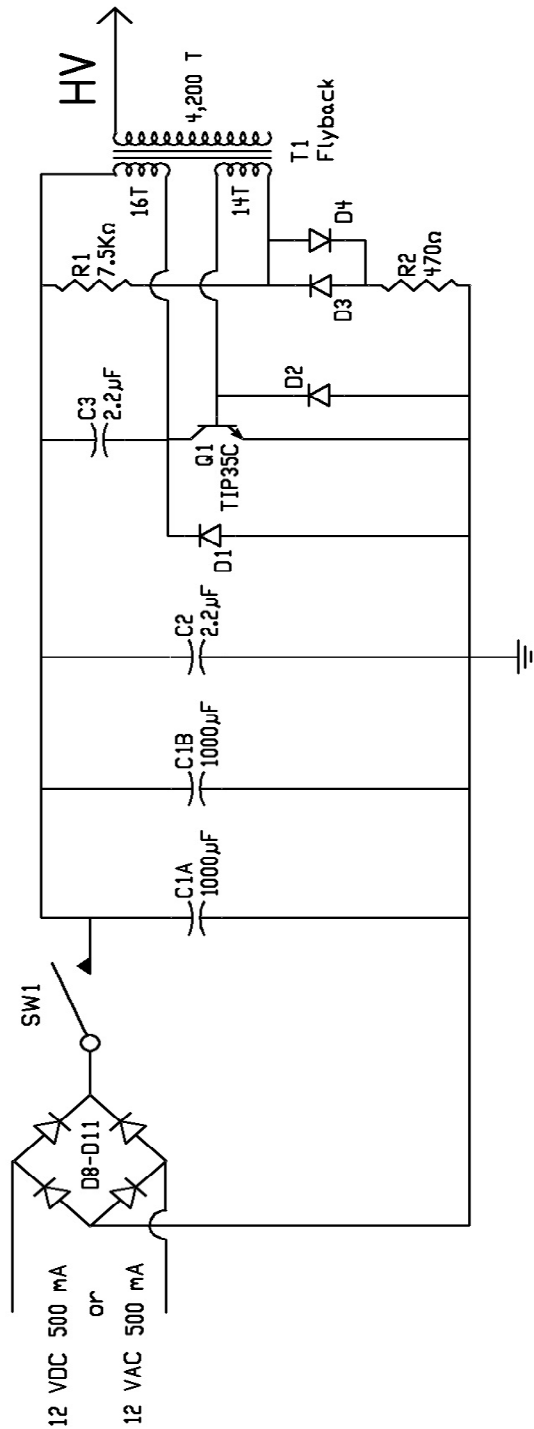 12 VDC 500 mA
or
12 VAC 500 mA
D8-D11
SW1
C1A
1000µF
C1B
1000µF
C2
2.2µF
D1
C3
2.2µF
Q1
TIP35C
D2
R1
7.5KΩ
D3
D4
R2
470Ω
16T
14T
4,200 T
T1
Flyback
HV